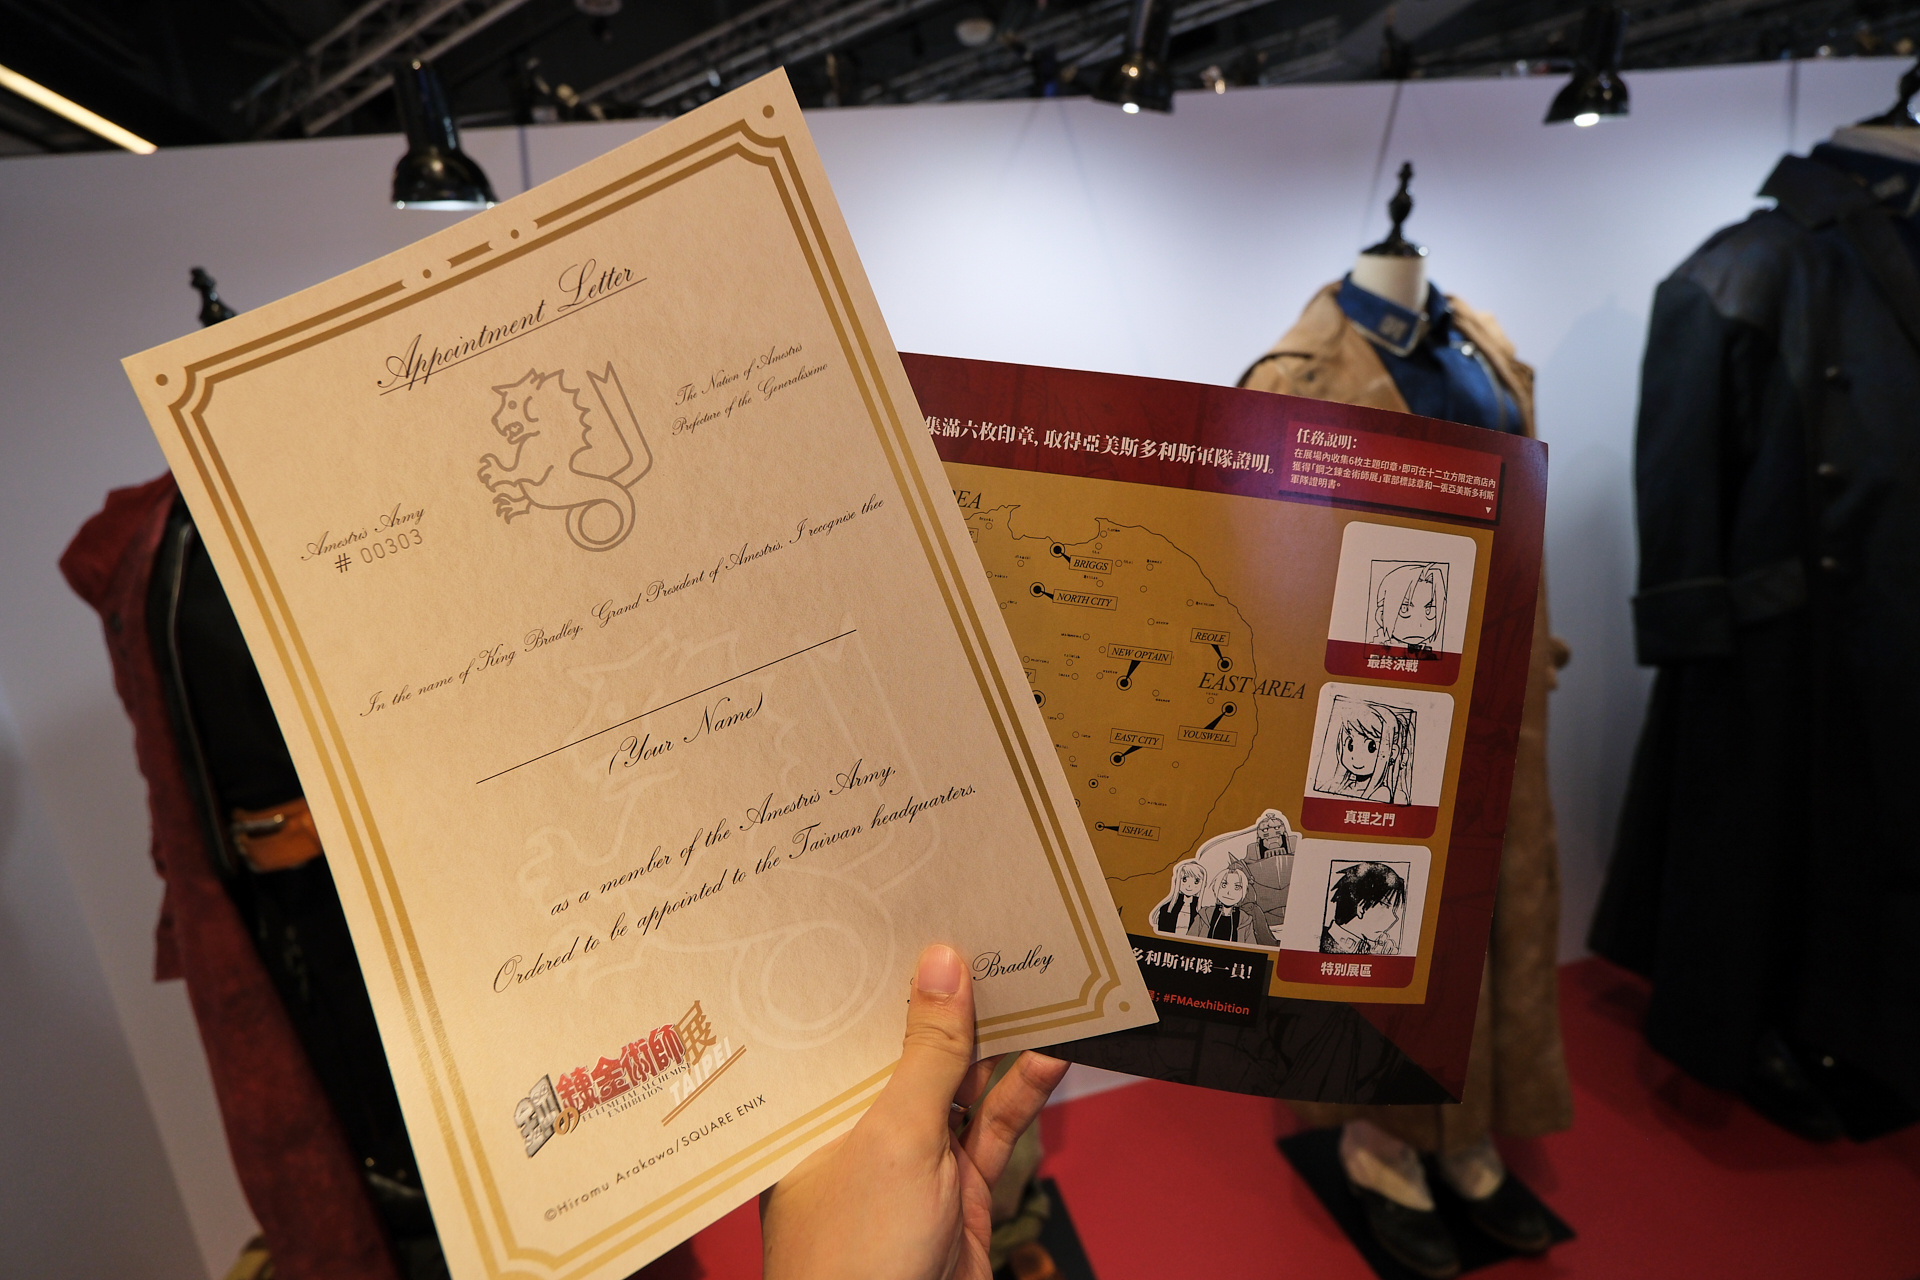 Appointment Letter
The Nation of Amestris
Prefecture of the Generalissimo
Amestris Army
# 00303
In the name of King Bradley, Grand President of Amestris, I recognise thee
(Your Name)
as a member of the Amestris Army.
Ordered to be appointed to the Taiwan headquarters.
Bradley
鋼の錬金術師展
FULLMETAL ALCHEMIST
EXHIBITION
TAIPEI
©Hiromu Arakawa/SQUARE ENIX
集滿六枚印章, 取得亞美斯多利斯軍隊證明。
任務說明:
在展場內收集6枚主題印章,即可在十二立方限定商店內
獲得「鋼之鍊金術師展」軍部標誌章和一張亞美斯多利斯
軍隊證明書。
REA
BRIGGS
NORTH CITY
REOLE
NEW OPTAIN
EAST AREA
YOUSWELL
EAST CITY
ISHVAL
最終決戰
真理之門
特別展區
多利斯軍隊一員!
; #FMAexhibition